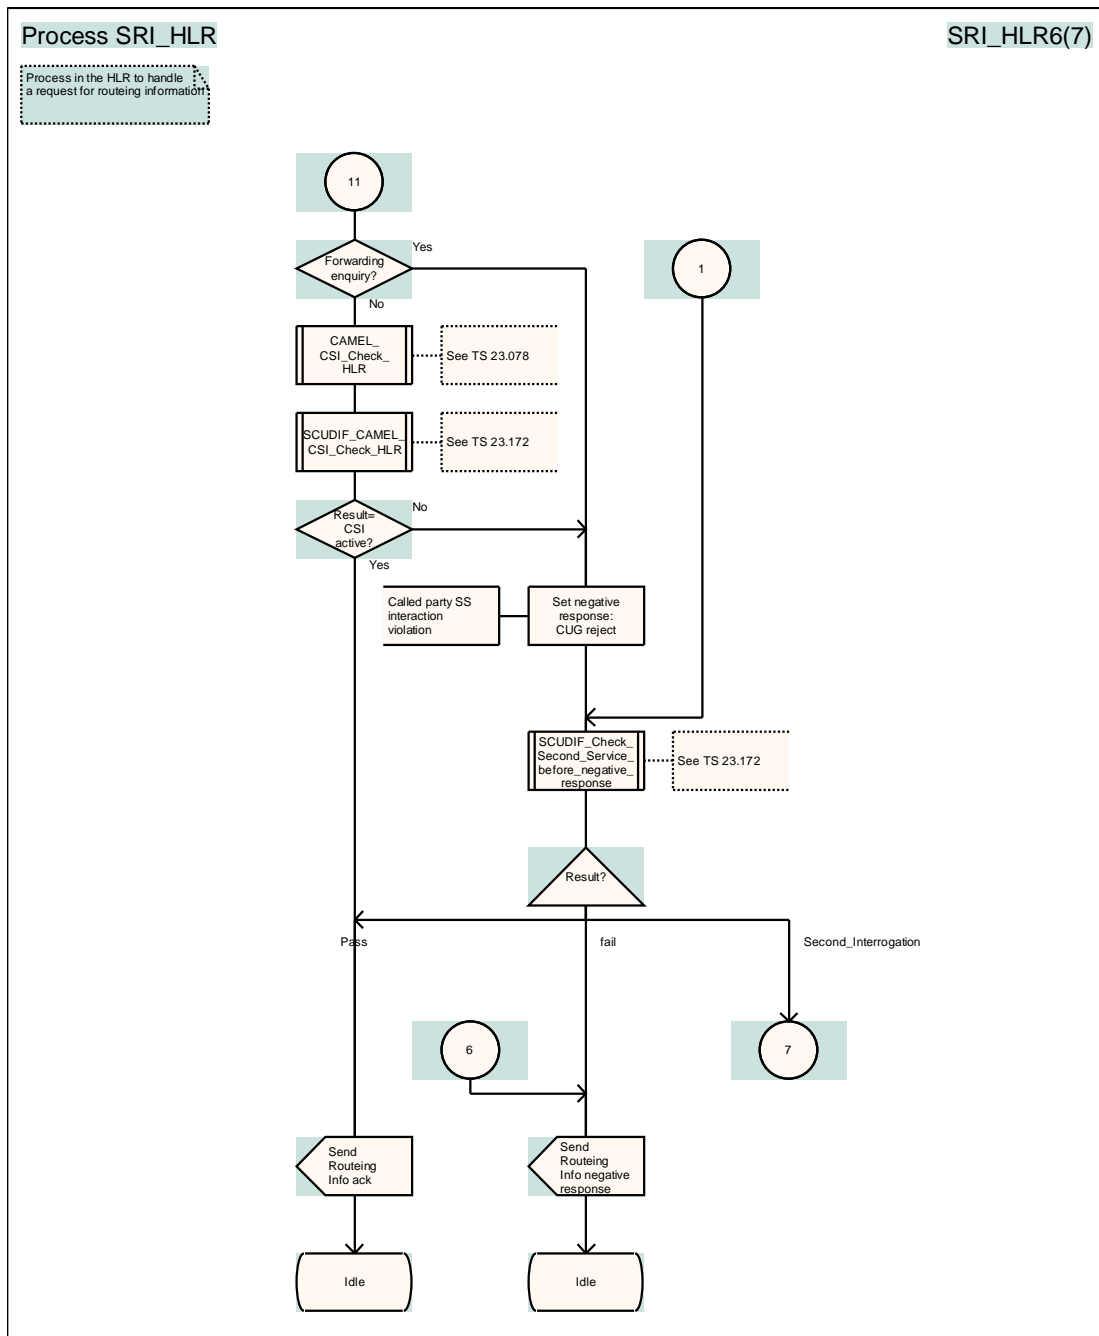 Process SRI_HLR
SRI_HLR6(7)
Process in the HLR to handle
a request for routeing information
11
Forwarding
enquiry?
Yes
No
1
CAMEL_
CSI_Check_
HLR
See TS 23.078
SCUDIF_CAMEL_
CSI_Check_HLR
See TS 23.172
Result=
CSI
active?
No
Yes
Called party SS
interaction
violation
Set negative
response:
CUG reject
SCUDIF_Check_
Second_Service_
before_negative_
response
See TS 23.172
Result?
Pass
fail
Second_Interrogation
6
7
Send
Routeing
Info ack
Send
Routeing
Info negative
response
Idle
Idle